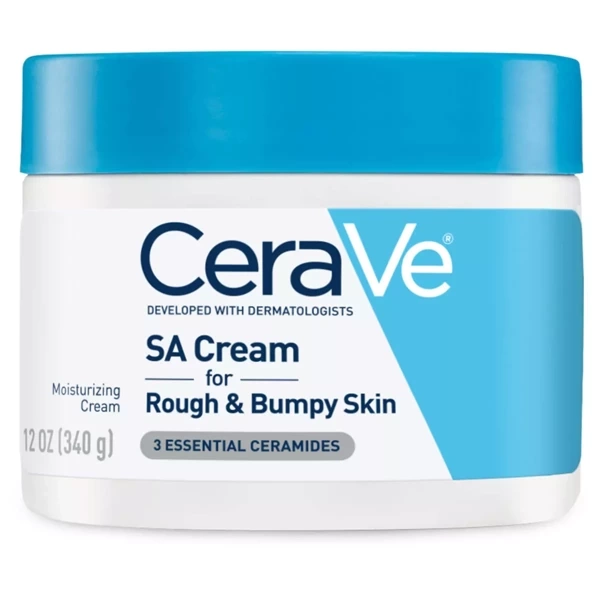 CeraVe®
DEVELOPED WITH DERMATOLOGISTS
SA Cream
for
Rough & Bumpy Skin
3 ESSENTIAL CERAMIDES
Moisturizing
Cream
12 OZ (340 g)